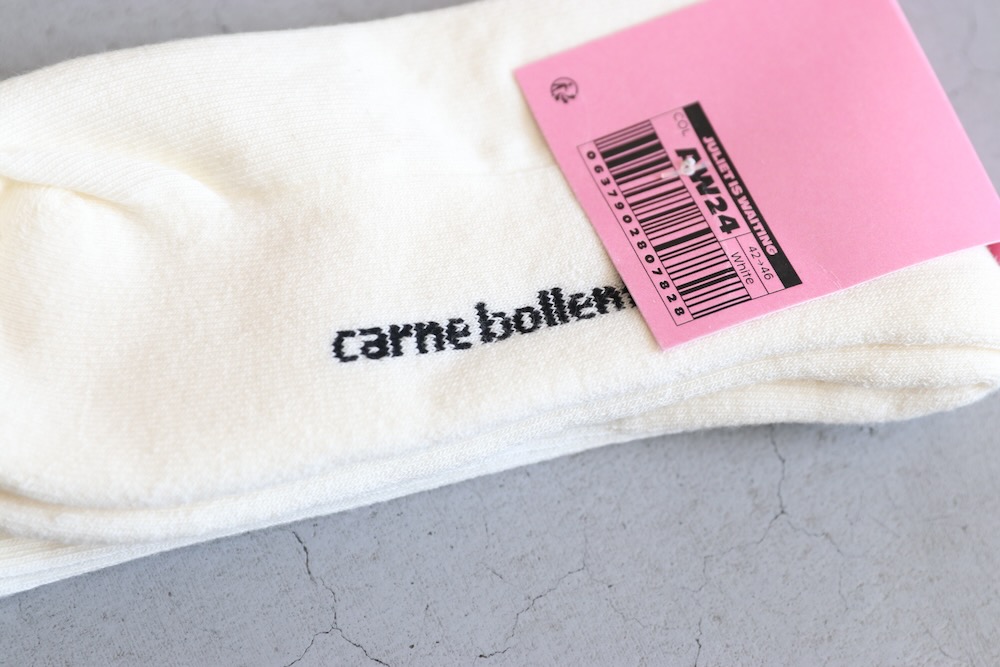 JULIET IS WAITING
COL
AW24
42→46
White
0637902807828
carne bollen